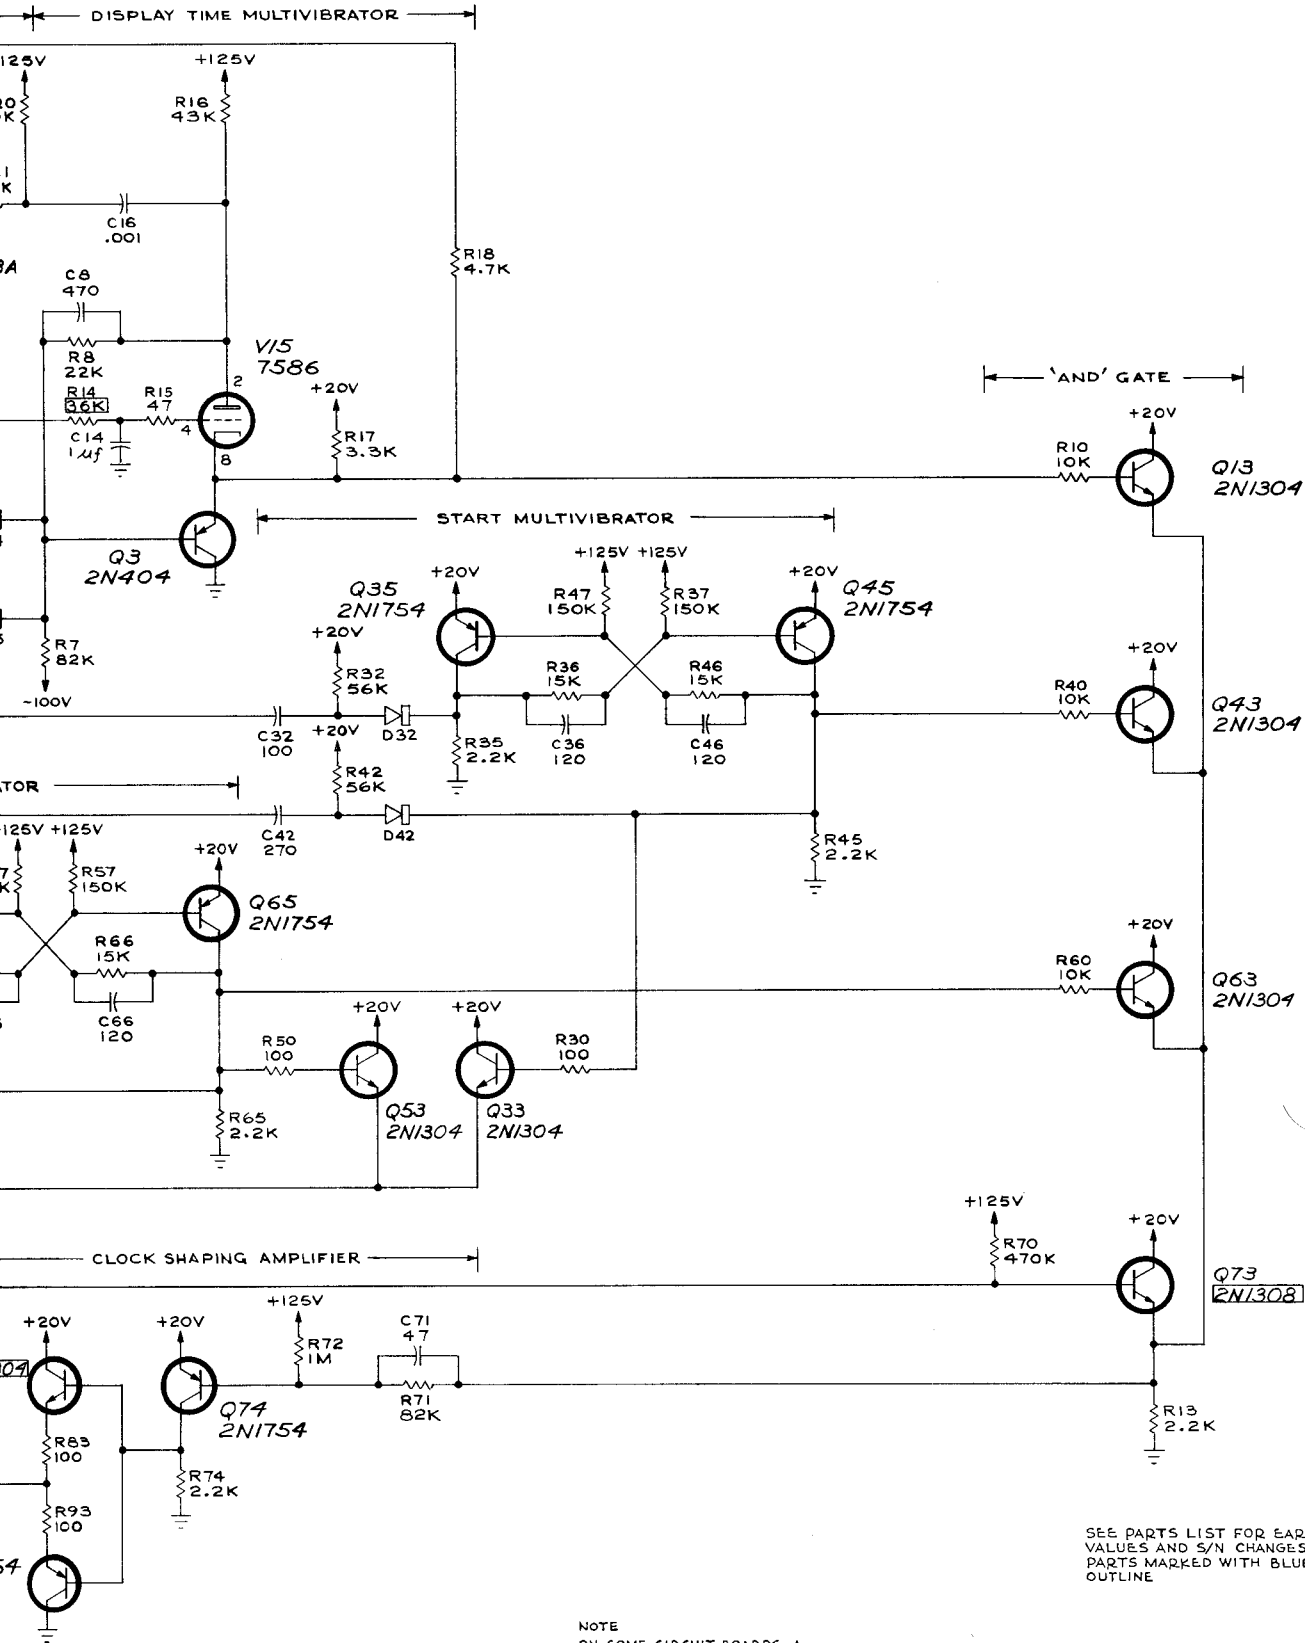 DISPLAY TIME MULTIVIBRATOR
+125V
R16
43K
C16
.001
R18
4.7K
C8
470
R8
22K
V15
7586
2
4
8
R14
36K
R15
47
C14
1μf
+20V
R17
3.3K
'AND' GATE
+20V
R10
10K
Q13
2N1304
START MULTIVIBRATOR
Q3
2N404
R7
82K
-100V
Q35
2N1754
+20V
+125V +125V
R47
150K
R37
150K
+20V
Q45
2N1754
+20V
R32
56K
R36
15K
R46
15K
C32
100
D32
C36
120
C46
120
R35
2.2K
+20V
R42
56K
+20V
R40
10K
Q43
2N1304
C42
270
D42
R45
2.2K
+125V
R57
150K
+20V
Q65
2N1754
R66
15K
C66
120
+20V
R60
10K
Q63
2N1304
R50
100
+20V
+20V
R30
100
R65
2.2K
Q53
2N1304
Q33
2N1304
CLOCK SHAPING AMPLIFIER
+125V
R70
470K
+20V
Q73
2N1308
+20V
+20V
+125V
R72
1M
C71
47
R71
82K
Q74
2N1754
R83
100
R74
2.2K
R93
100
R13
2.2K
SEE PARTS LIST FOR EAR
VALUES AND S/N CHANGES
PARTS MARKED WITH BLUE
OUTLINE
NOTE